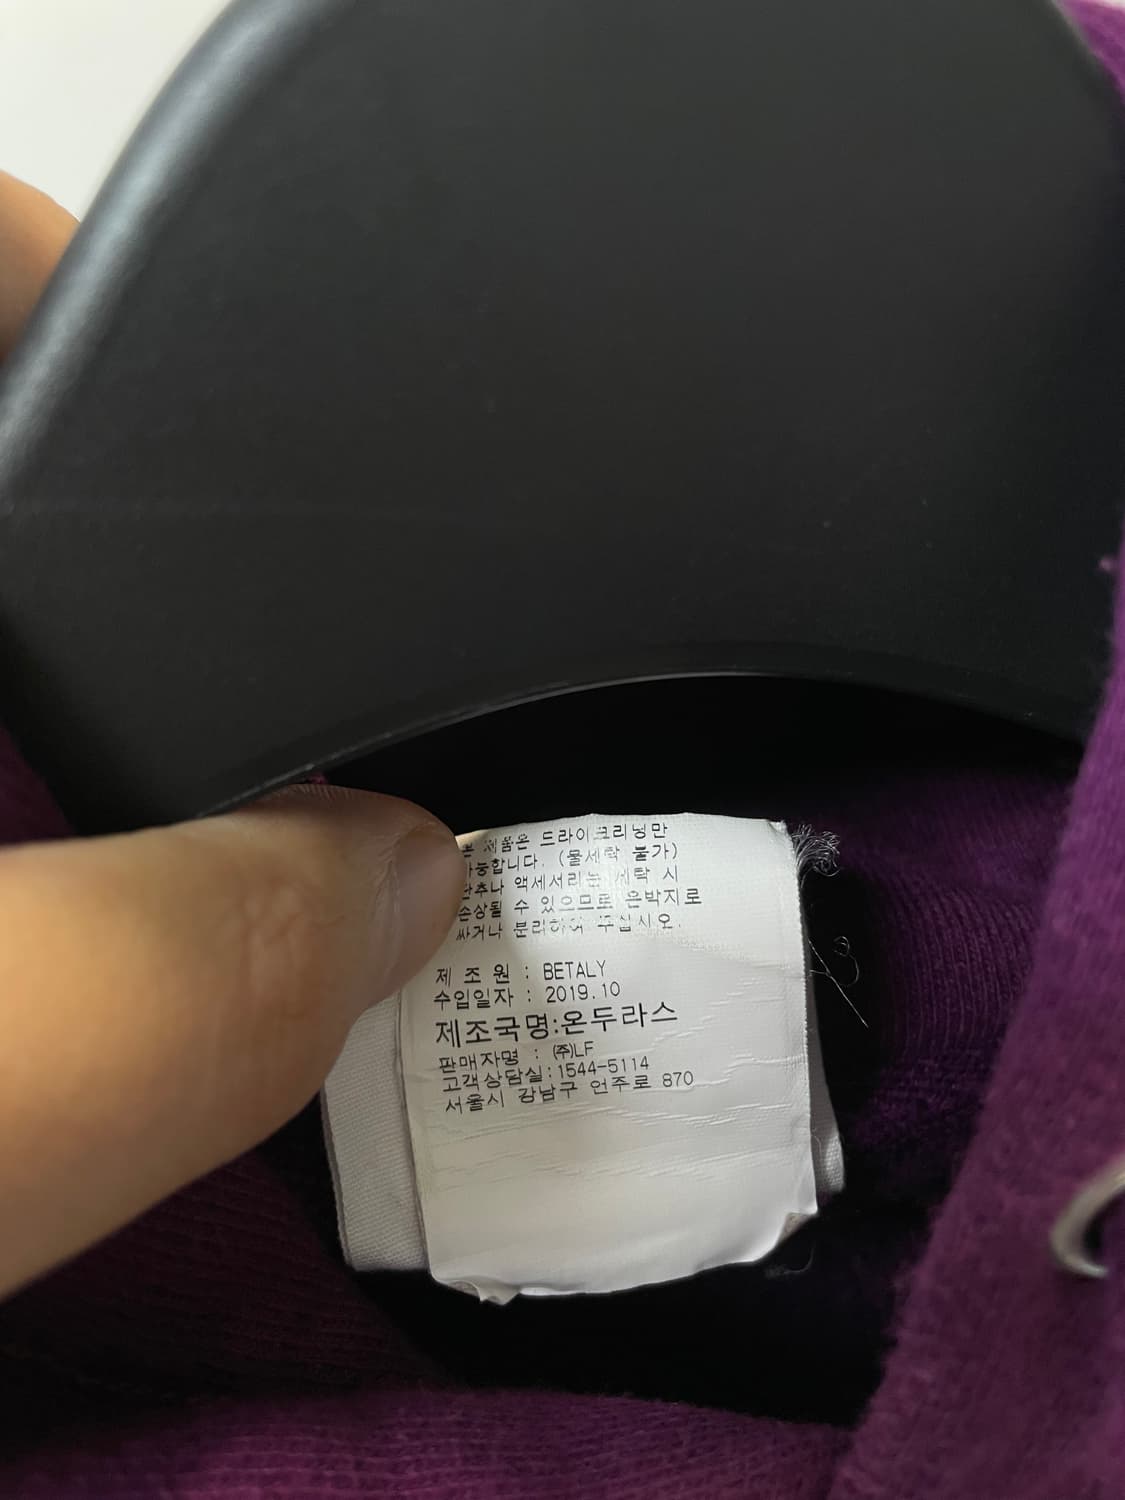 본 제품은 드라이크리닝만
가능합니다. (물세탁 불가)
단추나 액세서리는 세탁 시
손상될 수 있으므로 은박지로
싸거나 분리하여 주십시오.
제 조 원 : BETALY
수입일자 : 2019.10
제조국명:온두라스
판매자명 : ㈜LF
고객상담실:1544-5114
서울시 강남구 언주로 870